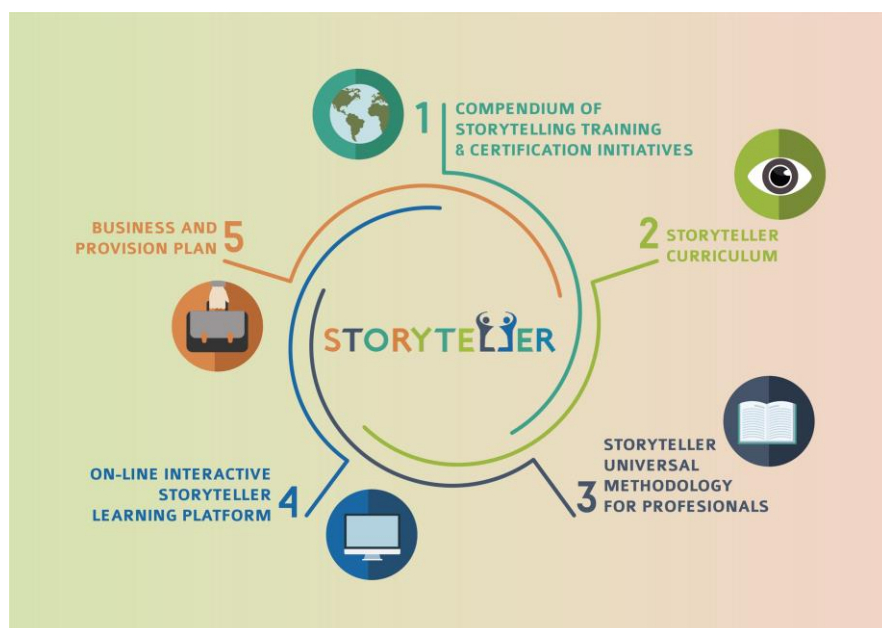 1
COMPENDIUM OF
STORYTELLING TRAINING
& CERTIFICATION INITIATIVES
2
STORYTELLER
CURRICULUM
3
STORYTELLER
UNIVERSAL
METHODOLOGY
FOR PROFESIONALS
4
ON-LINE INTERACTIVE
STORYTELLER
LEARNING PLATFORM
5
BUSINESS AND
PROVISION PLAN
STORYTELLER